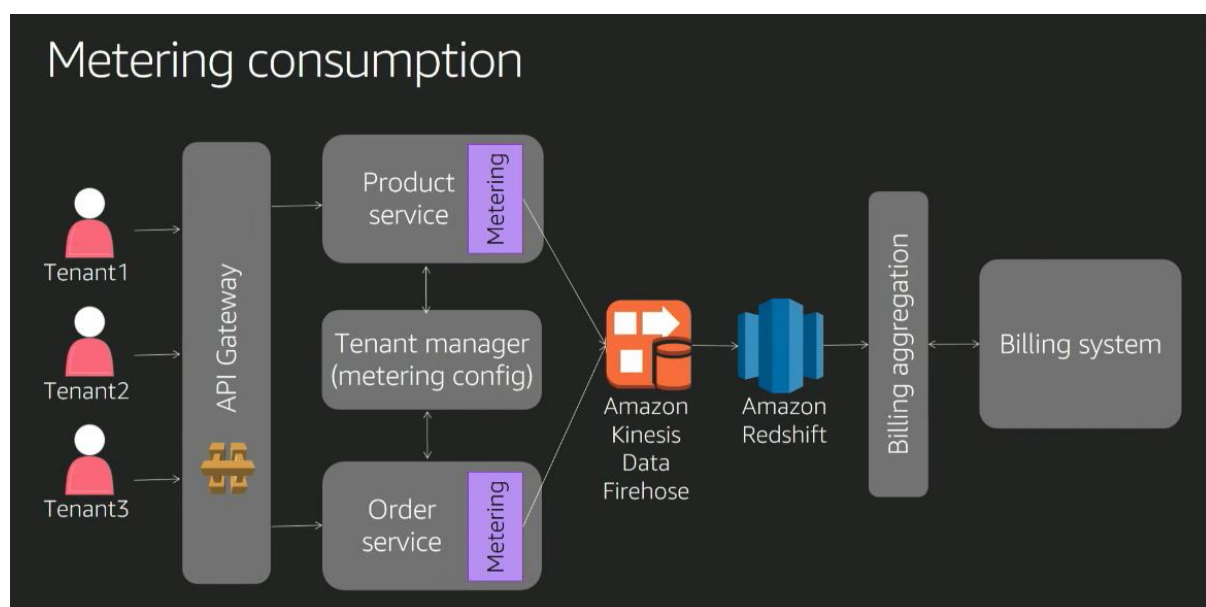 Metering consumption
Tenant1
Tenant2
Tenant3
API Gateway
Product
service
Metering
Tenant manager
(metering config)
Order
service
Metering
Amazon
Kinesis
Data
Firehose
Amazon
Redshift
Billing aggregation
Billing system